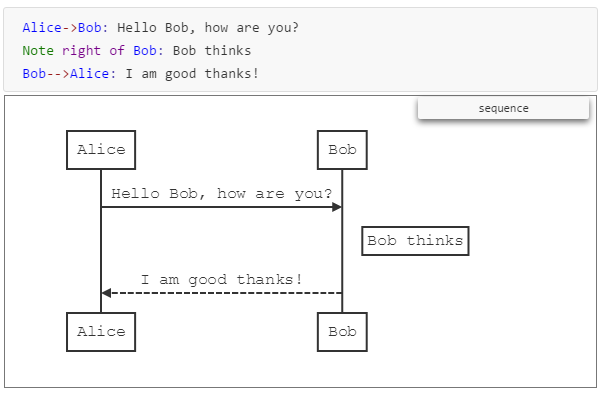 Alice->Bob: Hello Bob, how are you?
Note right of Bob: Bob thinks
Bob-->Alice: I am good thanks!
sequence
Alice
Bob
Hello Bob, how are you?
Bob thinks
I am good thanks!
Alice
Bob